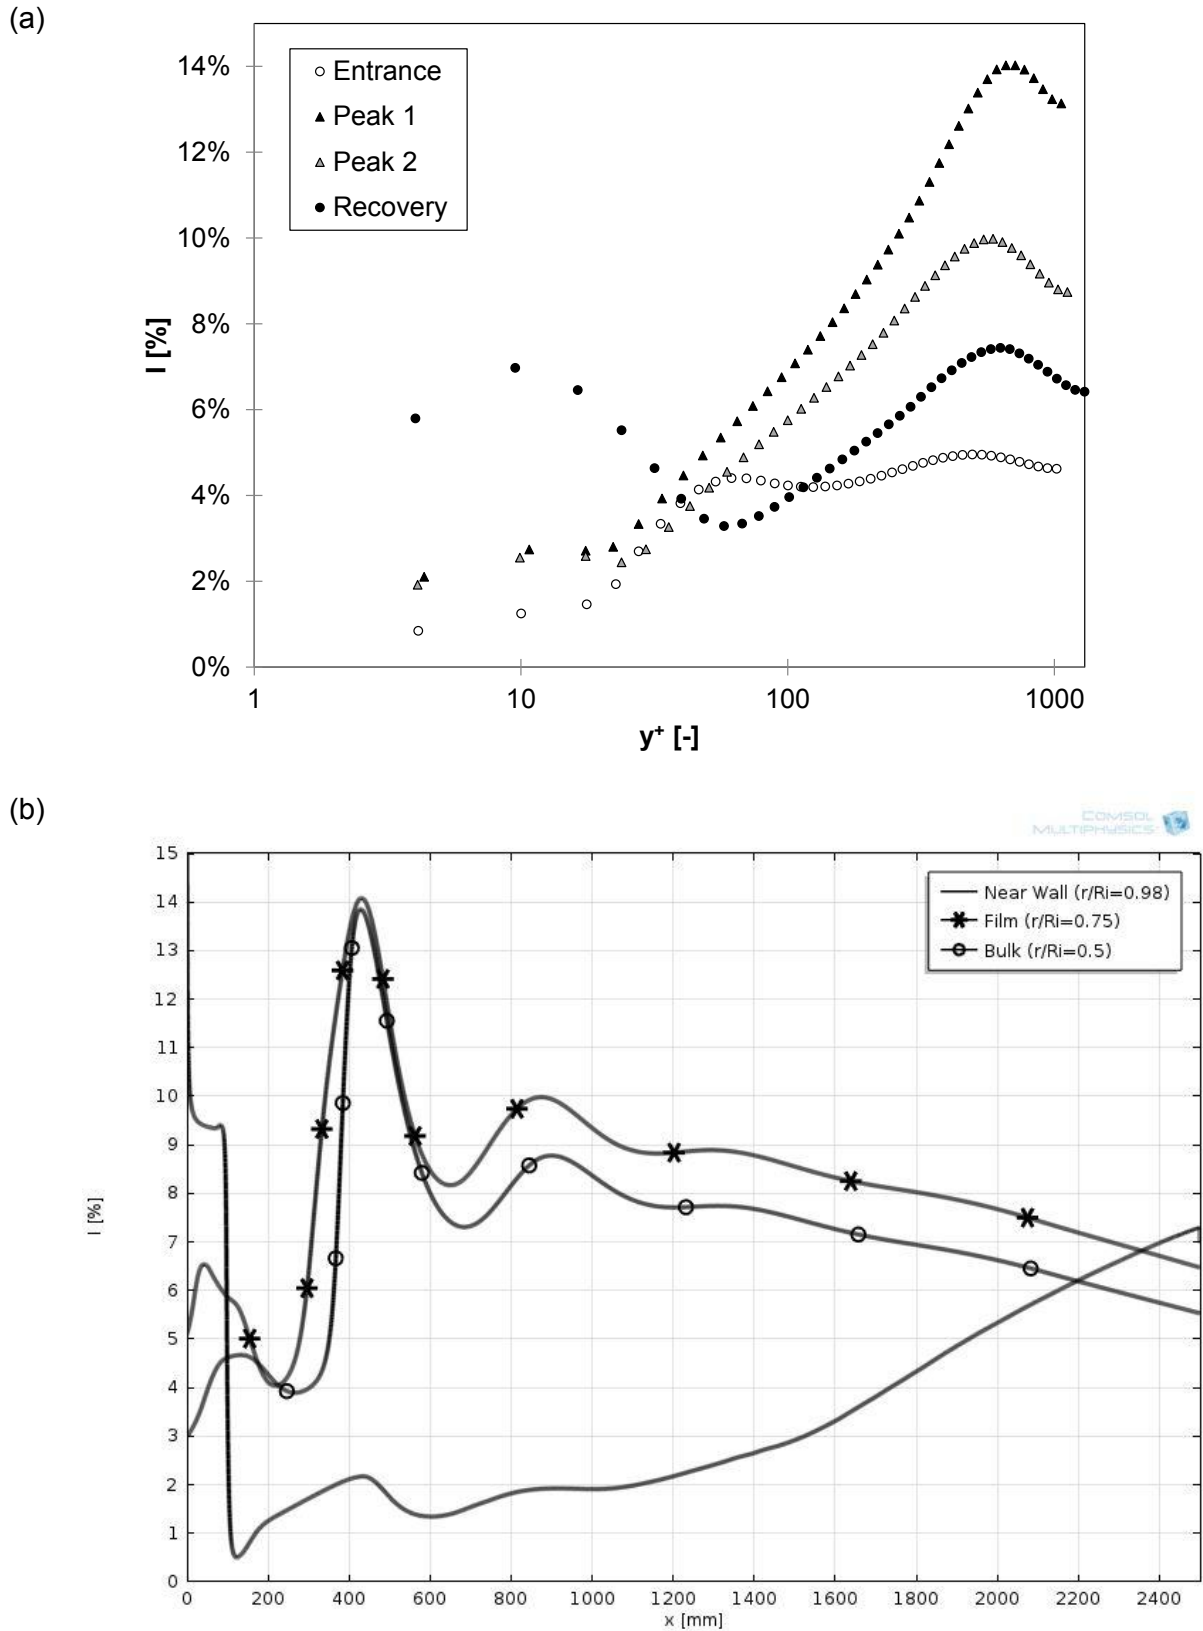 (a)
14%
12%
10%
8%
6%
4%
2%
0%
I [%]
Entrance
Peak 1
Peak 2
Recovery
1 10 100 1000
y⁺ [-]
(b)
COMSOL
MULTIPHYSICS
15
14
13
12
11
10
9
8
7
6
5
4
3
2
1
0
I [%]
Near Wall (r/Ri=0.98)
Film (r/Ri=0.75)
Bulk (r/Ri=0.5)
0 200 400 600 800 1000 1200 1400 1600 1800 2000 2200 2400
x [mm]